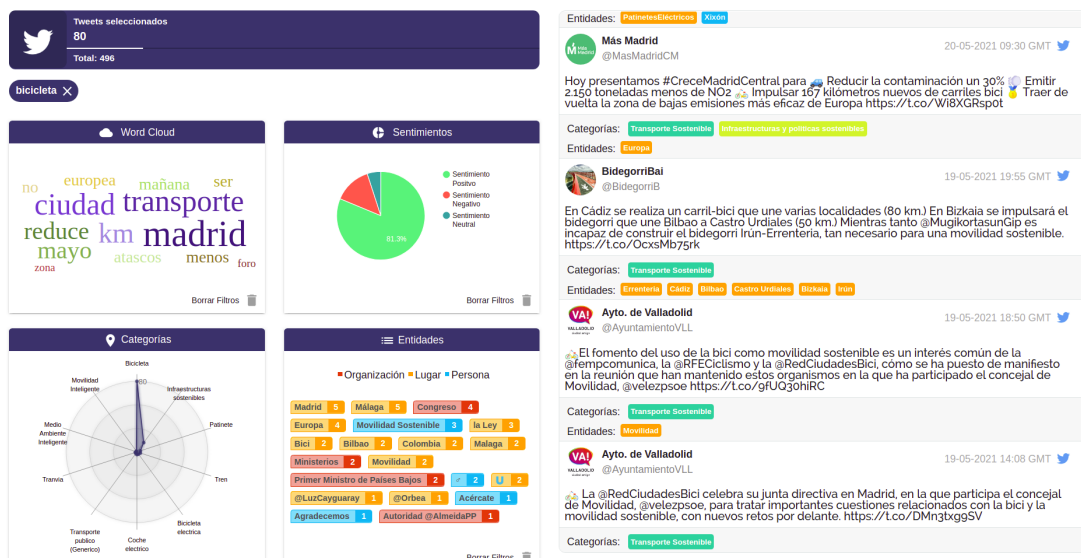 Tweets seleccionados
80
Total: 496
bicicleta
Word Cloud
no europea mañana ser
ciudad transporte
reduce km madrid
mayo atascos menos foro
zona
Borrar Filtros
Sentimientos
81.3%
Sentimiento
Positvo
Sentimiento
Negativo
Sentimiento
Neutral
Borrar Filtros
Categorías
Bicicleta
80
Movilidad
Inteligente
Infraestructuras
sostenibles
Medio
Ambiente
Inteligente
Patinete
Tranvia
Tren
Transporte
publico
(Generico)
Coche
electrico
Bicicleta
electrica
Entidades
Organización Lugar Persona
Madrid 5 Málaga 5 Congreso 4
Europa 4 Movilidad Sostenible 3 la Ley 3
Bici 2 Bilbao 2 Colombia 2 Malaga 2
Ministerios 2 Movilidad 2
Primer Ministro de Países Bajos 2 2 U 2
@LuzCayguaray 1 @Orbea 1 Acércate 1
Agradecemos 1 Autoridad @AlmeidaPP 1
Borrar Filtros
Entidades: PatinetesEléctricos Xixón
Más Madrid
@MasMadridCM
20-05-2021 09:30 GMT
Hoy presentamos #CreceMadridCentral para 🚙 Reducir la contaminación un 30% Emitir
2.150 toneladas menos de NO2 🚲 Impulsar 167 kilómetros nuevos de carriles bici 🏅 Traer de
vuelta la zona de bajas emisiones más eficaz de Europa https://t.co/Wi8XGRsp0t
Categorías: Transporte Sostenible Infraestructuras y políticas sostenibles
Entidades: Europa
BidegorriBai
@BidegorriB
19-05-2021 19:55 GMT
En Cádiz se realiza un carril-bici que une varias localidades (80 km.) En Bizkaia se impulsará el
bidegorri que une Bilbao a Castro Urdiales (50 km.) Mientras tanto @MugikortasunGip es
incapaz de construir el bidegorri Irún-Errenteria, tan necesario para una movilidad sostenible.
https://t.co/OcxsMb75rk
Categorías: Transporte Sostenible
Entidades: Errenteria Cádiz Bilbao Castro Urdiales Bizkaia Irún
Ayto. de Valladolid
@AyuntamientoVLL
19-05-2021 18:50 GMT
🚲El fomento del uso de la bici como movilidad sostenible es un interés común de la
@fempcomunica, la @RFECiclismo y la @RedCiudadesBici, cómo se ha puesto de manifiesto
en la reunión que han mantenido estos organismos en la que ha participado el concejal de
Movilidad, @velezpsoe https://t.co/9fUQ3ohiRC
Categorías: Transporte Sostenible
Entidades: Movilidad
Ayto. de Valladolid
@AyuntamientoVLL
19-05-2021 14:08 GMT
🚲 La @RedCiudadesBici celebra su junta directiva en Madrid, en la que participa el concejal
de Movilidad, @velezpsoe, para tratar importantes cuestiones relacionados con la bici y la
movilidad sostenible, con nuevos retos por delante. https://t.co/DMn3txg9SV
Categorías: Transporte Sostenible